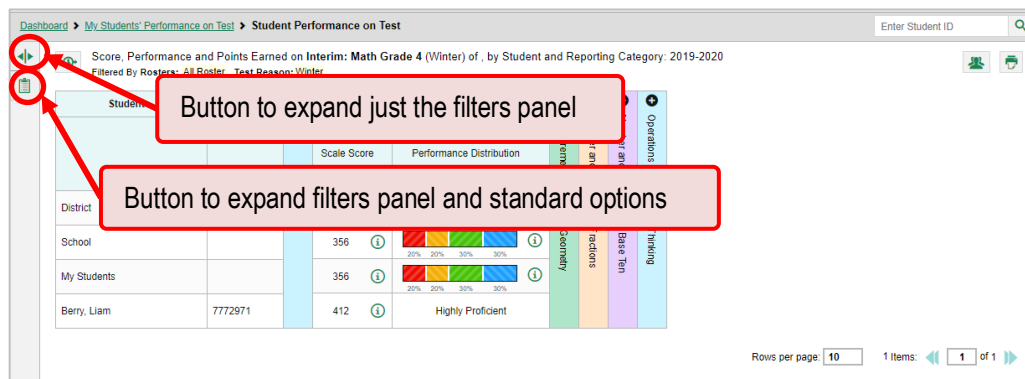 Dashboard > My Students' Performance on Test > Student Performance on Test
Enter Student ID
Score, Performance and Points Earned on Interim: Math Grade 4 (Winter) of , by Student and Reporting Category: 2019-2020
Filtered By Rosters: All Roster Test Reason: Winter
Button to expand just the filters panel
Student
Scale Score
Performance Distribution
Geometry
Base Ten
Operations
Thinking
Button to expand filters panel and standard options
District
School
356
20% 20% 30% 30%
My Students
356
20% 20% 30% 30%
Berry, Liam
7772971
412
Highly Proficient
Rows per page: 10
1 Items:
1 of 1